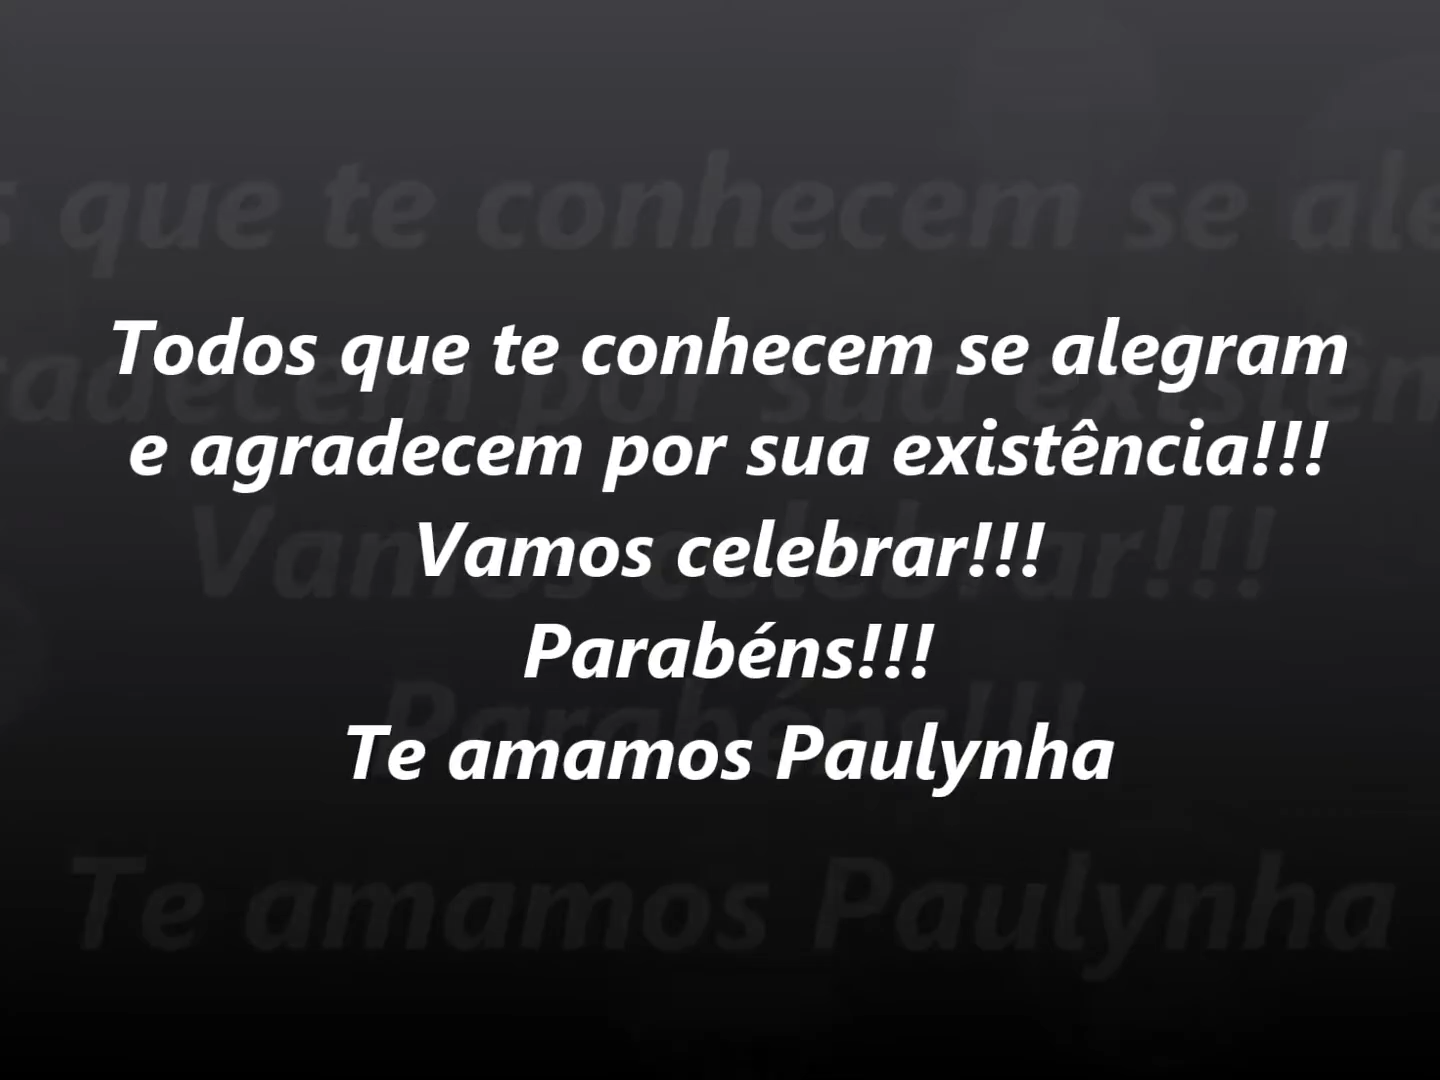 Todos que te conhecem se alegram
e agradecem por sua existência!!!
Vamos celebrar!!!
Parabéns!!!
Te amamos Paulynha